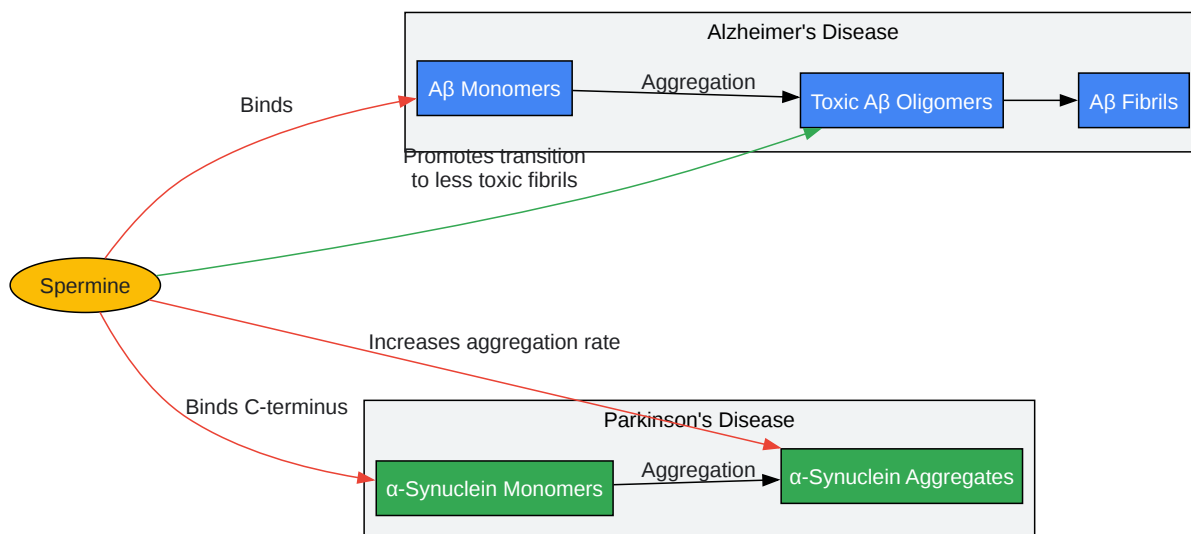 Alzheimer's Disease
Aβ Monomers
Aggregation
Toxic Aβ Oligomers
Aβ Fibrils
Binds
Promotes transition
to less toxic fibrils
Spermine
Increases aggregation rate
Binds C-terminus
Parkinson's Disease
α-Synuclein Monomers
Aggregation
α-Synuclein Aggregates